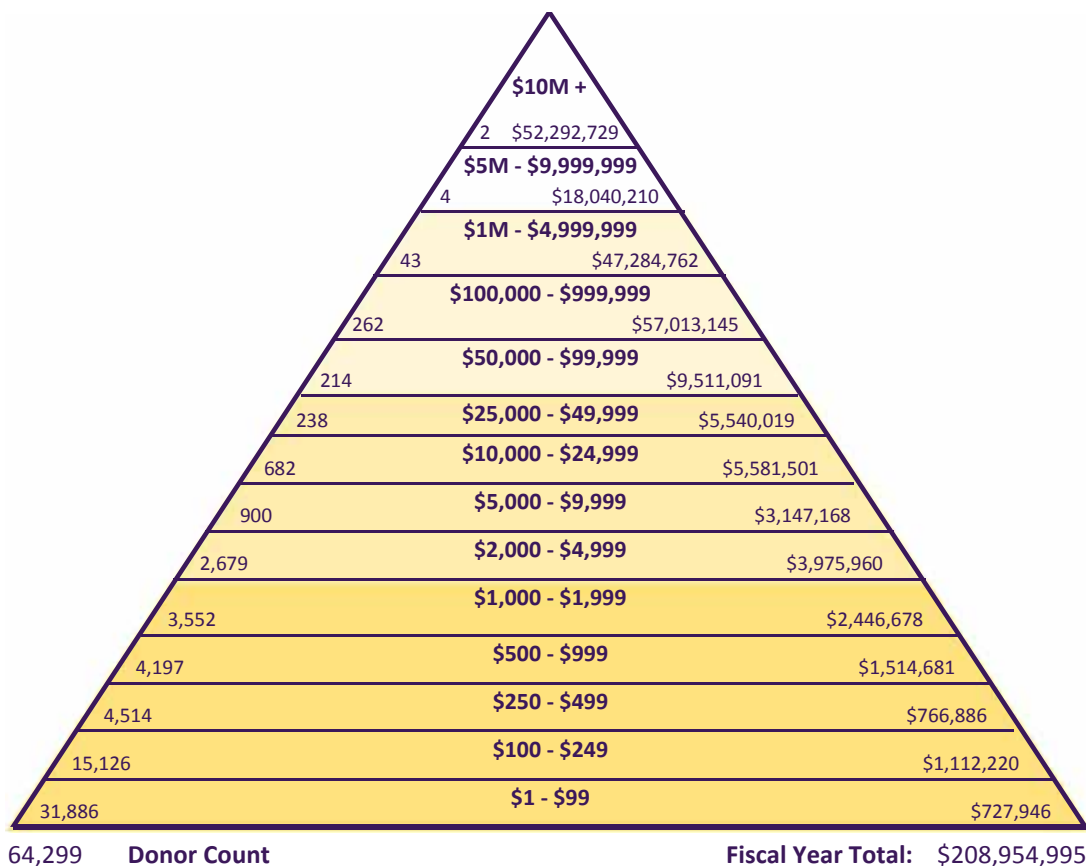 $10M +
2 $52,292,729
$5M - $9,999,999
4 $18,040,210
$1M - $4,999,999
43 $47,284,762
$100,000 - $999,999
262 $57,013,145
$50,000 - $99,999
214 $9,511,091
238 $25,000 - $49,999 $5,540,019
$10,000 - $24,999
682 $5,581,501
$5,000 - $9,999
900 $3,147,168
$2,000 - $4,999
2,679 $3,975,960
$1,000 - $1,999
3,552 $2,446,678
$500 - $999
4,197 $1,514,681
$250 - $499
4,514 $766,886
$100 - $249
15,126 $1,112,220
$1 - $99
31,886 $727,946
64,299 Donor Count Fiscal Year Total: $208,954,995